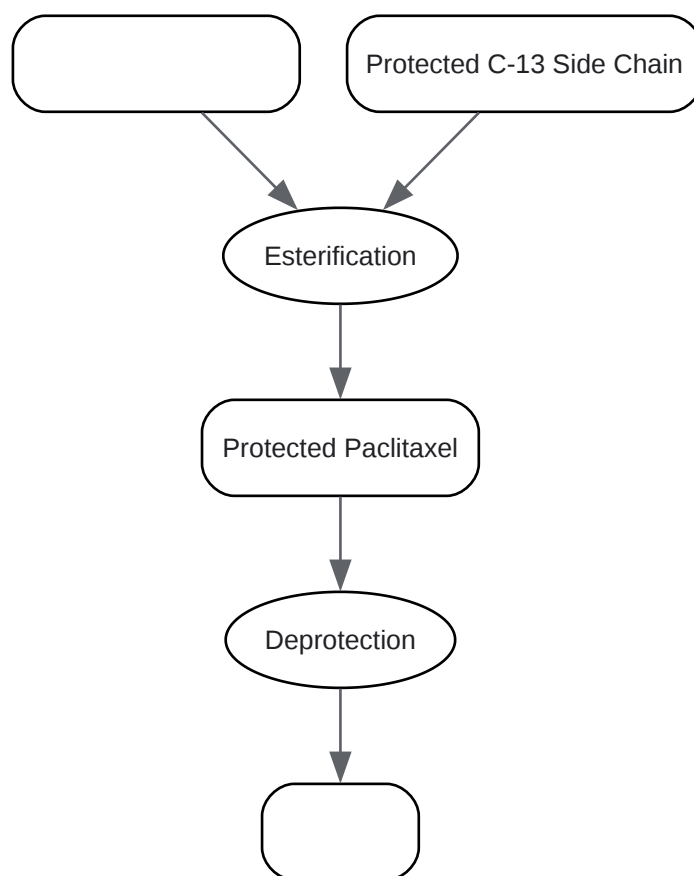 Protected C-13 Side Chain
Esterification
Protected Paclitaxel
Deprotection